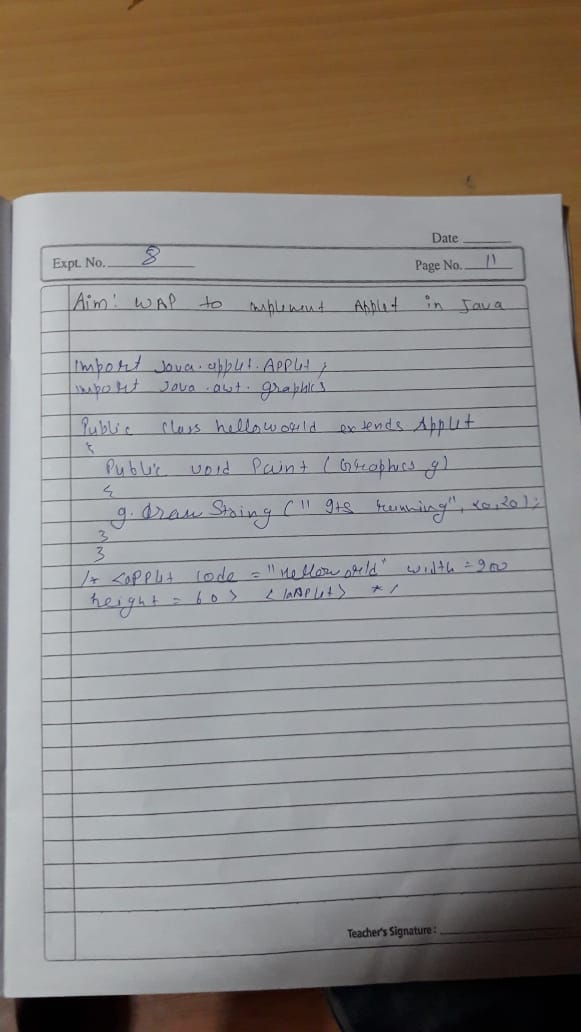 Date
Expt. No. 8
Page No. 11
Aim: WAP to implement Applet in Java
Import Java.applet.Applet;
import Java.awt.graphics
Public Class helloworld extends Applet
{
Public void Paint (Graphics g)
{
g.draw String ("Its running", 20,20);
}
}
/* <applet code = "Helloworld" width = 200
height = 60> </applet> */
Teacher's Signature: